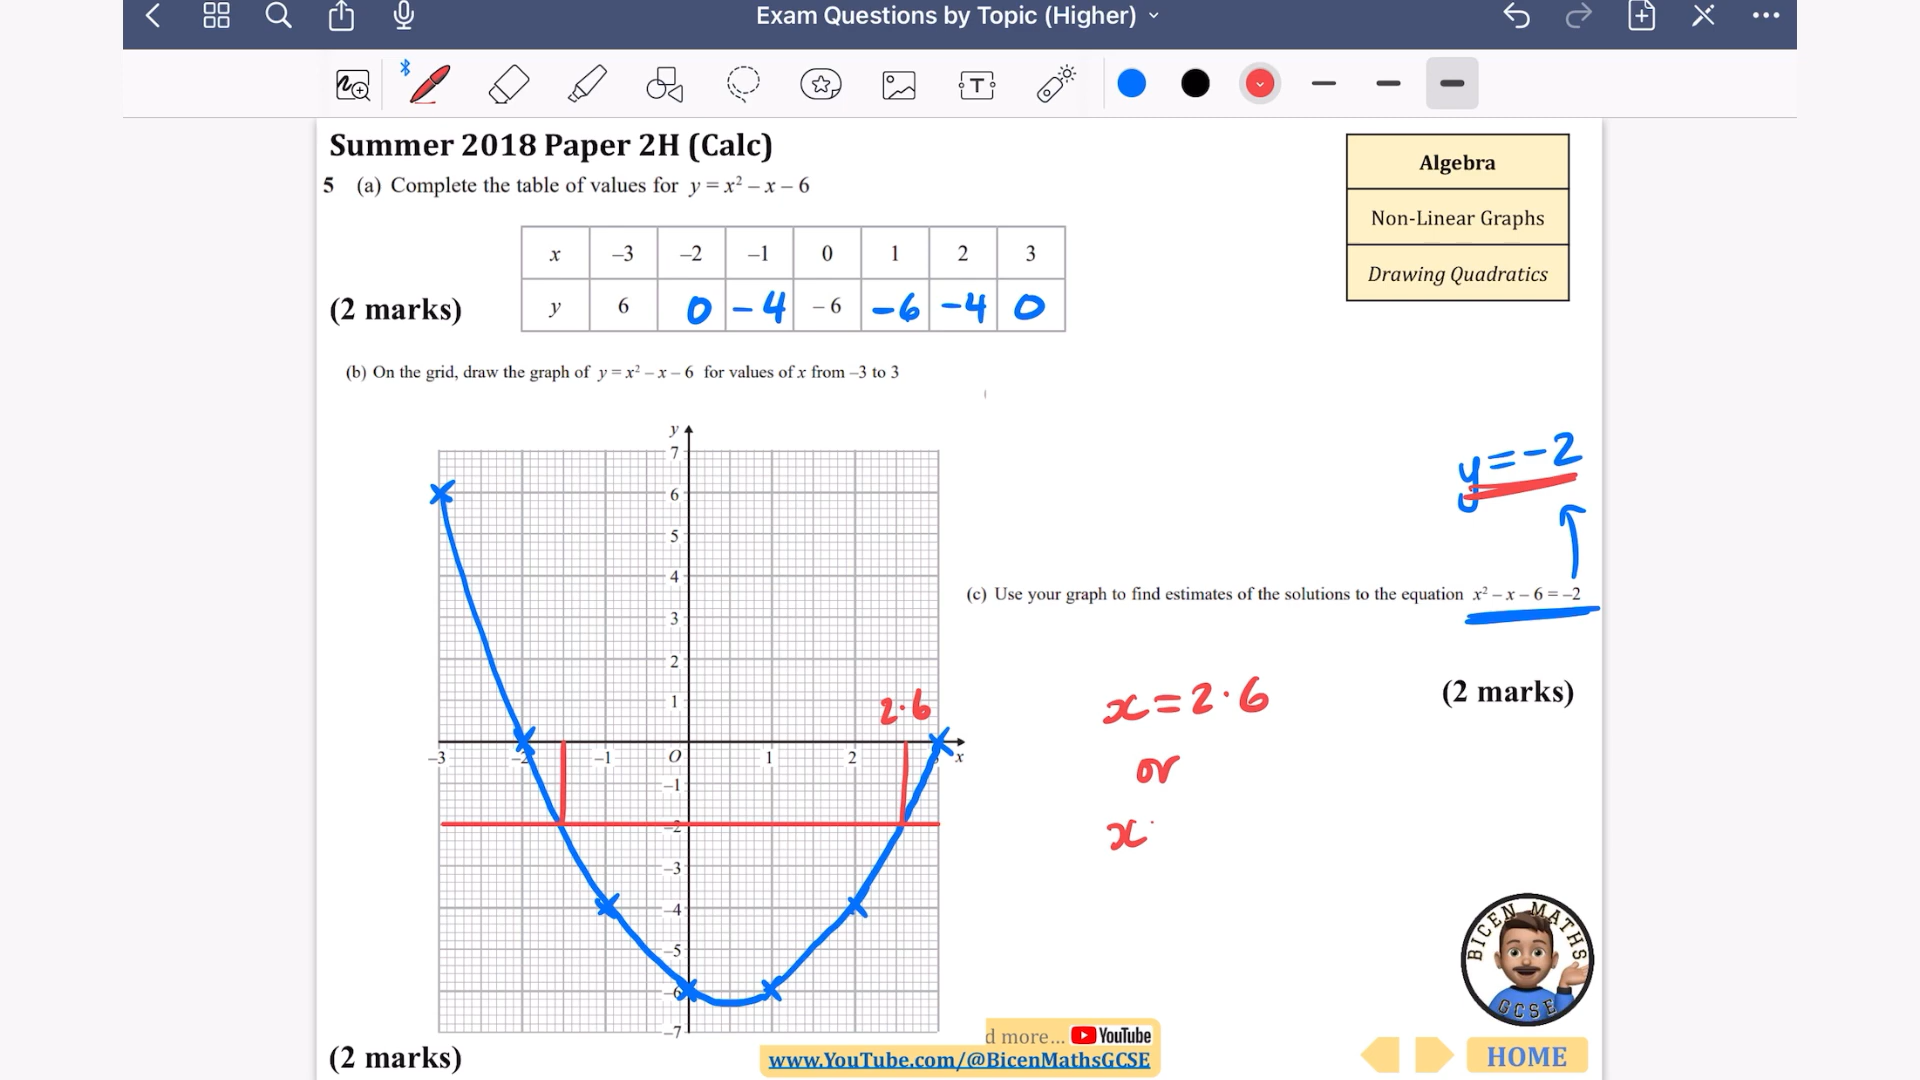 Exam Questions by Topic (Higher)
Summer 2018 Paper 2H (Calc)
Algebra
Non-Linear Graphs
Drawing Quadratics
5 (a) Complete the table of values for y = x² – x – 6
x –3 –2 –1 0 1 2 3
y 6 0 –4 –6 –6 –4 0
(2 marks)
(b) On the grid, draw the graph of y = x² – x – 6 for values of x from –3 to 3
y
7
6
5
4
3
2
1
–3 –2 –1 O 1 2 x
–1
–2
–3
–4
–5
–6
–7
2.6
y=-2
(c) Use your graph to find estimates of the solutions to the equation x² – x – 6 = –2
(2 marks)
x=2.6
or
x
BICEN MATHS
GCSE
(2 marks)
d more... YouTube
www.YouTube.com/@BicenMathsGCSE
HOME